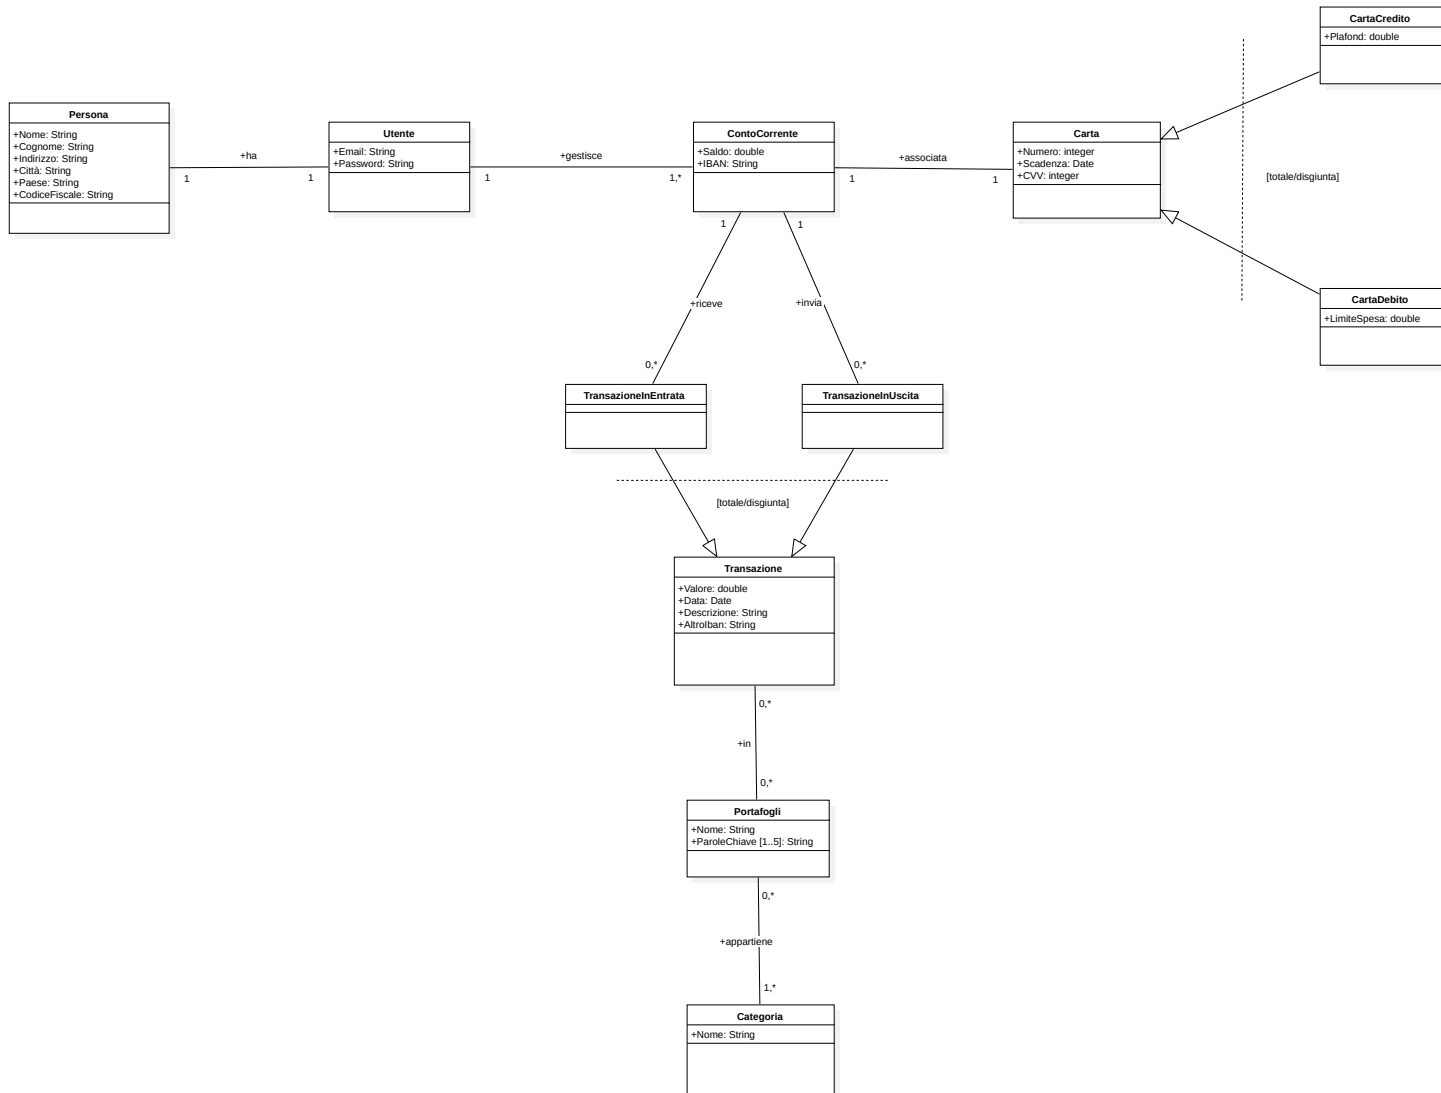 CartaCredito
+Plafond: double
Persona
+Nome: String
+Cognome: String
+Indirizzo: String
+Città: String
+Paese: String
+CodiceFiscale: String
+ha
1
1
Utente
+Email: String
+Password: String
+gestisce
1
1,*
ContoCorrente
+Saldo: double
+IBAN: String
+associata
1
1
Carta
+Numero: integer
+Scadenza: Date
+CVV: integer
[totale/disgiunta]
CartaDebito
+LimiteSpesa: double
1
1
+riceve
+invia
0,*
0,*
TransazioneInEntrata
TransazioneInUscita
[totale/disgiunta]
Transazione
+Valore: double
+Data: Date
+Descrizione: String
+AltroIban: String
0,*
+in
0,*
Portafogli
+Nome: String
+ParoleChiave [1..5]: String
0,*
+appartiene
1,*
Categoria
+Nome: String